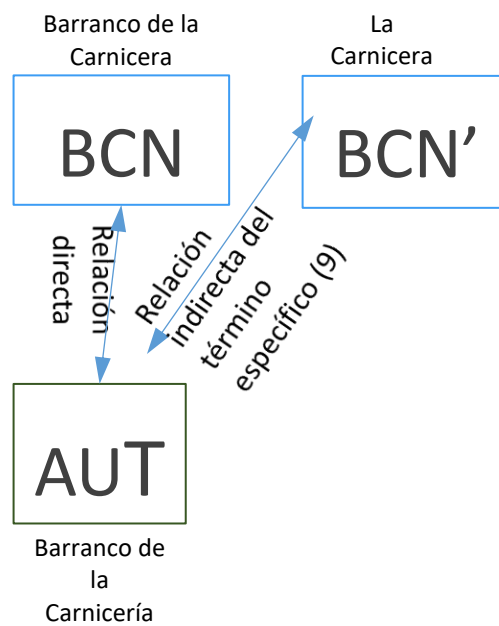 Barranco de la
Carnicera
La
Carnicera
BCN
BCN’
Relación
directa
Relación
indirecta del
término
específico (9)
AUT
Barranco de
la
Carnicería